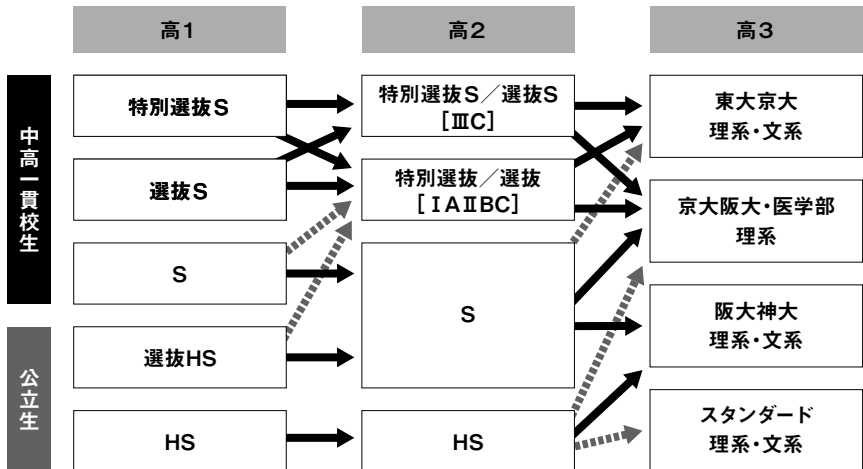 高1
高2
高3
中高一貫校生
公立生
特別選抜S
選抜S
S
選抜HS
HS
特別選抜S／選抜S
[ⅢC]
特別選抜／選抜
[ⅠAⅡBC]
S
HS
東大京大
理系・文系
京大阪大・医学部
理系
阪大神大
理系・文系
スタンダード
理系・文系